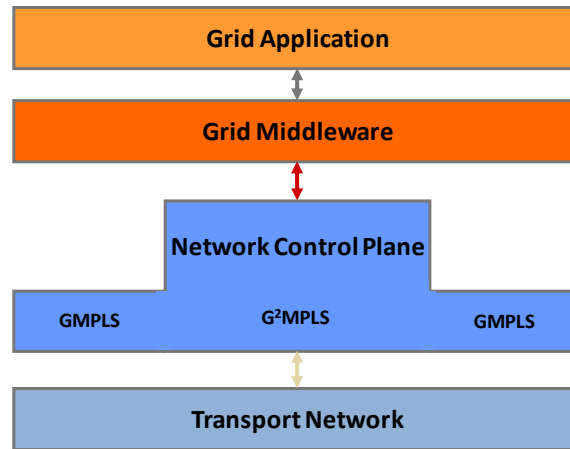 Grid Application
Grid Middleware
Network Control Plane
GMPLS G²MPLS GMPLS
Transport Network